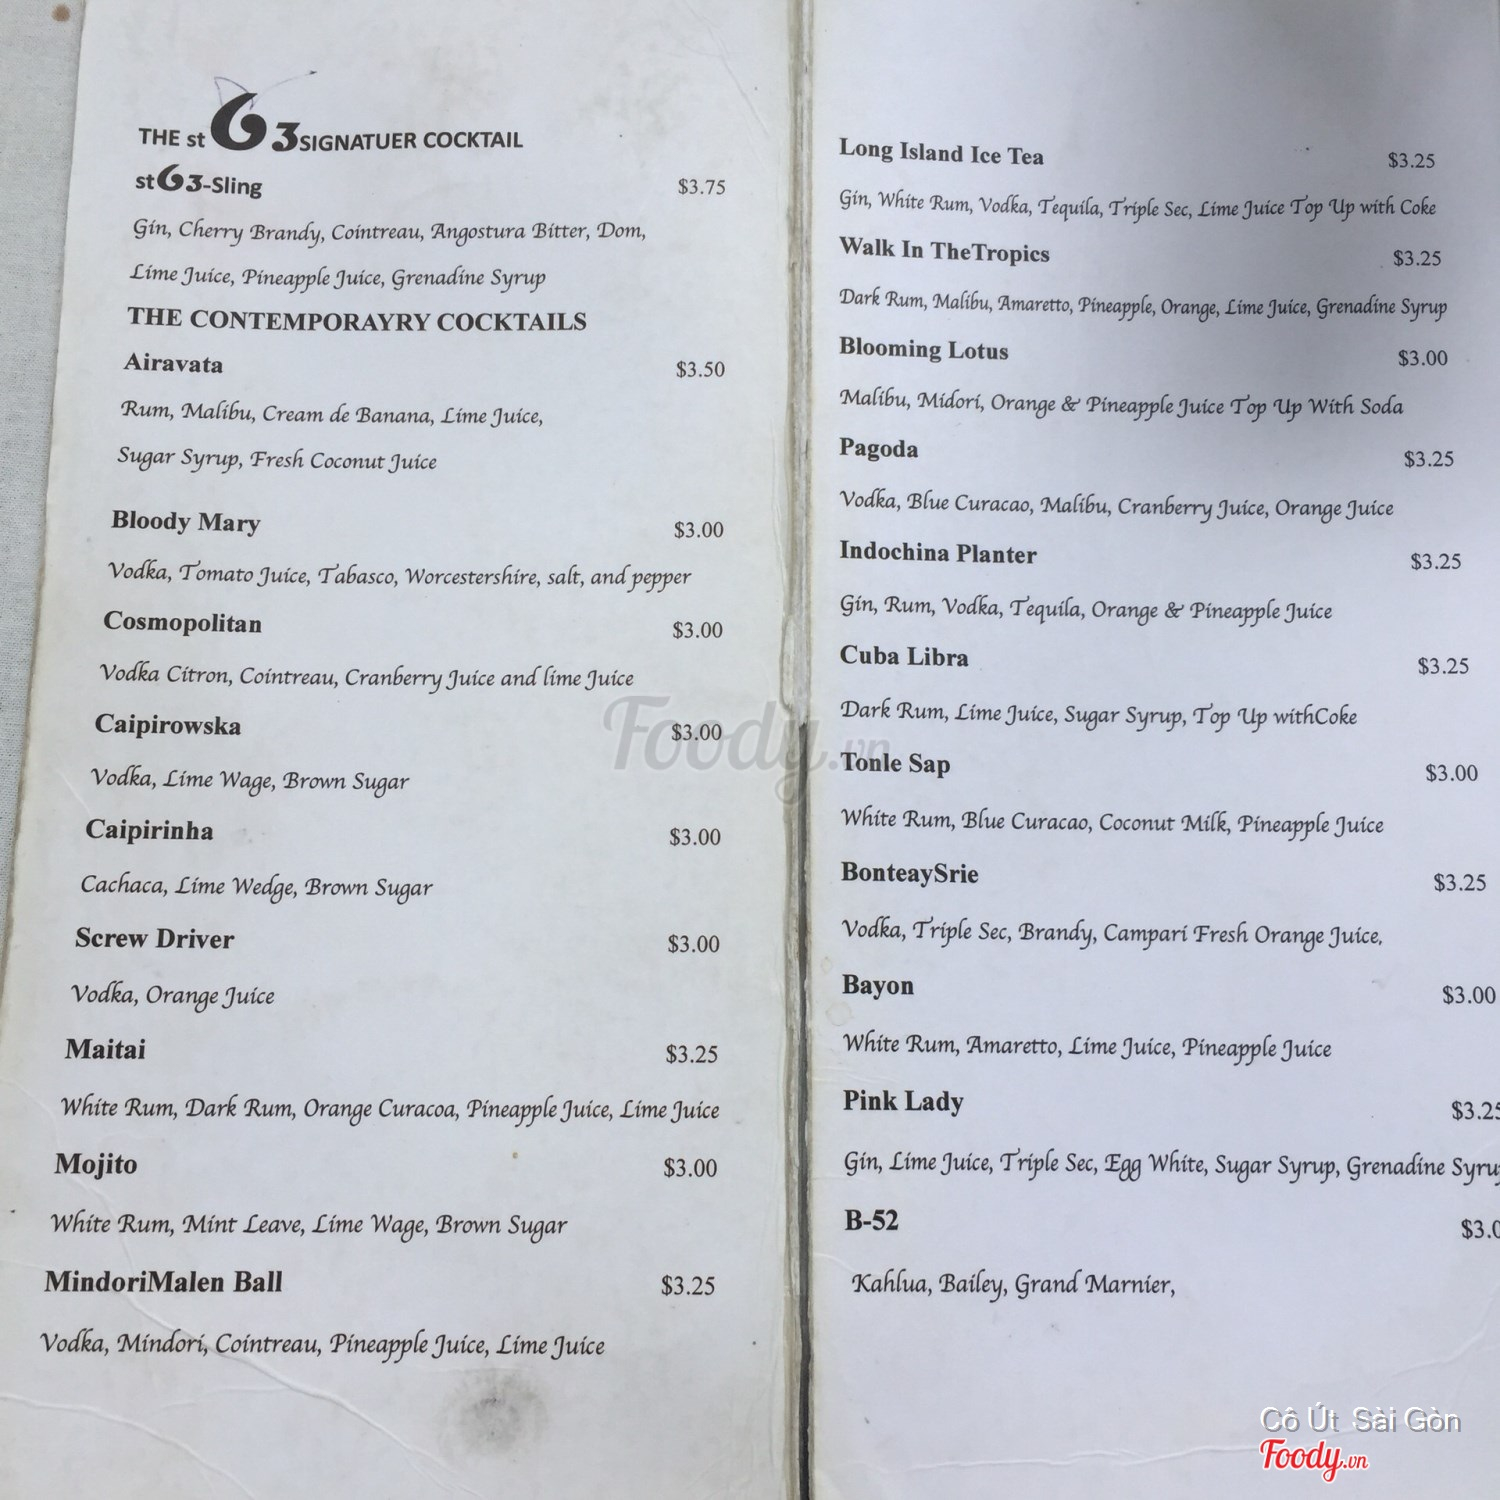 THE st 63 SIGNATUER COCKTAIL
st63-Sling $3.75
Gin, Cherry Brandy, Cointreau, Angostura Bitter, Dom,
Lime Juice, Pineapple Juice, Grenadine Syrup
THE CONTEMPORAYRY COCKTAILS
Airavata $3.50
Rum, Malibu, Cream de Banana, Lime Juice,
Sugar Syrup, Fresh Coconut Juice
Bloody Mary $3.00
Vodka, Tomato Juice, Tabasco, Worcestershire, salt, and pepper
Cosmopolitan $3.00
Vodka Citron, Cointreau, Cranberry Juice and lime Juice
Caipirowska $3.00
Vodka, Lime Wage, Brown Sugar
Caipirinha $3.00
Cachaca, Lime Wedge, Brown Sugar
Screw Driver $3.00
Vodka, Orange Juice
Maitai $3.25
White Rum, Dark Rum, Orange Curacoa, Pineapple Juice, Lime Juice
Mojito $3.00
White Rum, Mint Leave, Lime Wage, Brown Sugar
MindoriMalen Ball $3.25
Vodka, Mindori, Cointreau, Pineapple Juice, Lime Juice
Long Island Ice Tea $3.25
Gin, White Rum, Vodka, Tequila, Triple Sec, Lime Juice Top Up with Coke
Walk In TheTropics $3.25
Dark Rum, Malibu, Amaretto, Pineapple, Orange, Lime Juice, Grenadine Syrup
Blooming Lotus $3.00
Malibu, Midori, Orange & Pineapple Juice Top Up With Soda
Pagoda $3.25
Vodka, Blue Curacao, Malibu, Cranberry Juice, Orange Juice
Indochina Planter $3.25
Gin, Rum, Vodka, Tequila, Orange & Pineapple Juice
Cuba Libra $3.25
Dark Rum, Lime Juice, Sugar Syrup, Top Up withCoke
Tonle Sap $3.00
White Rum, Blue Curacao, Coconut Milk, Pineapple Juice
BonteaySrie $3.25
Vodka, Triple Sec, Brandy, Campari Fresh Orange Juice,
Bayon $3.00
White Rum, Amaretto, Lime Juice, Pineapple Juice
Pink Lady $3.25
Gin, Lime Juice, Triple Sec, Egg White, Sugar Syrup, Grenadine Syru
B-52 $3.0
Kahlua, Bailey, Grand Marnier,
Foody.vn
Cô Út Sài Gòn
Foody.vn